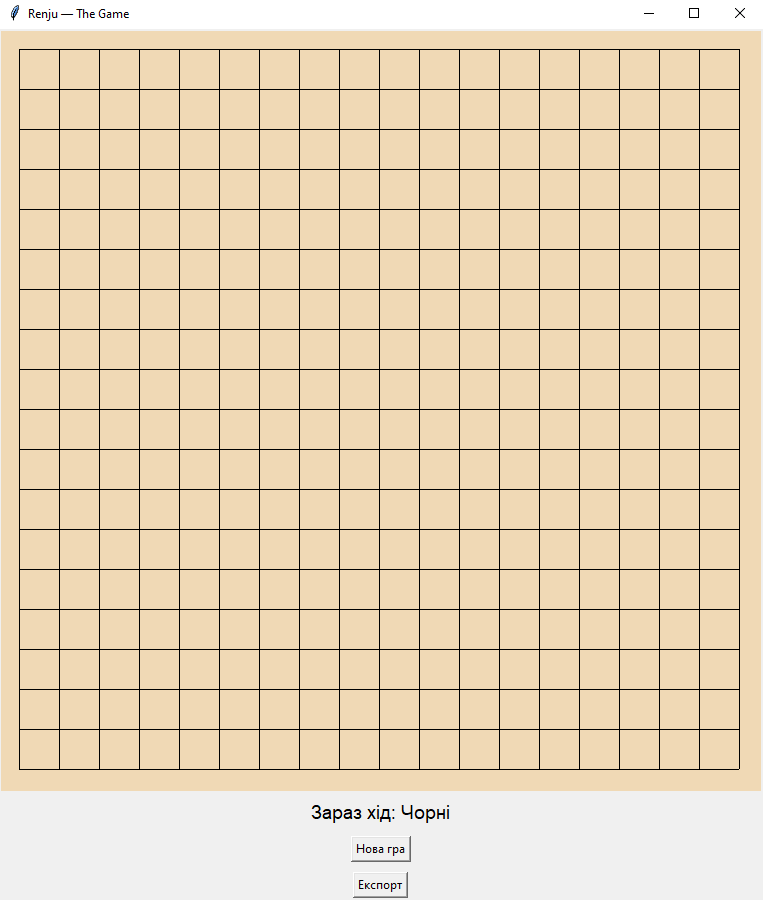 Renju — The Game
Зараз хід: Чорні
Нова гра
Експорт